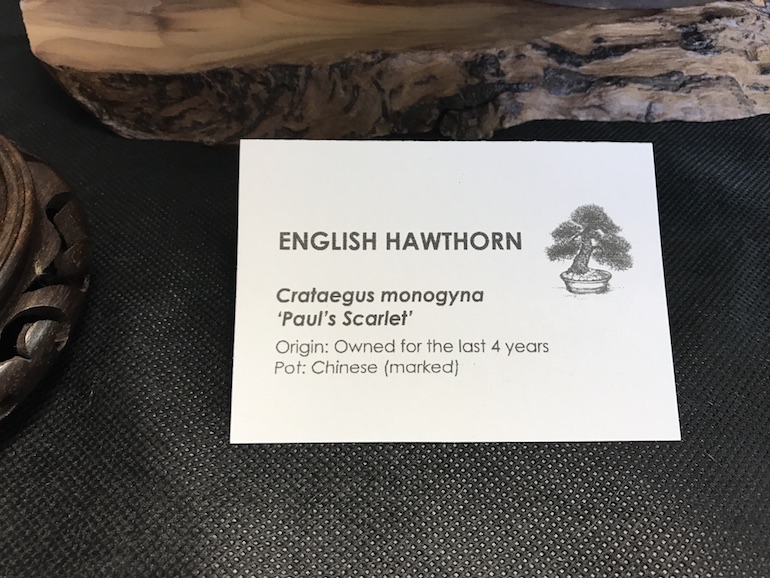 ENGLISH HAWTHORN
Crataegus monogyna
‘Paul’s Scarlet’
Origin: Owned for the last 4 years
Pot: Chinese (marked)